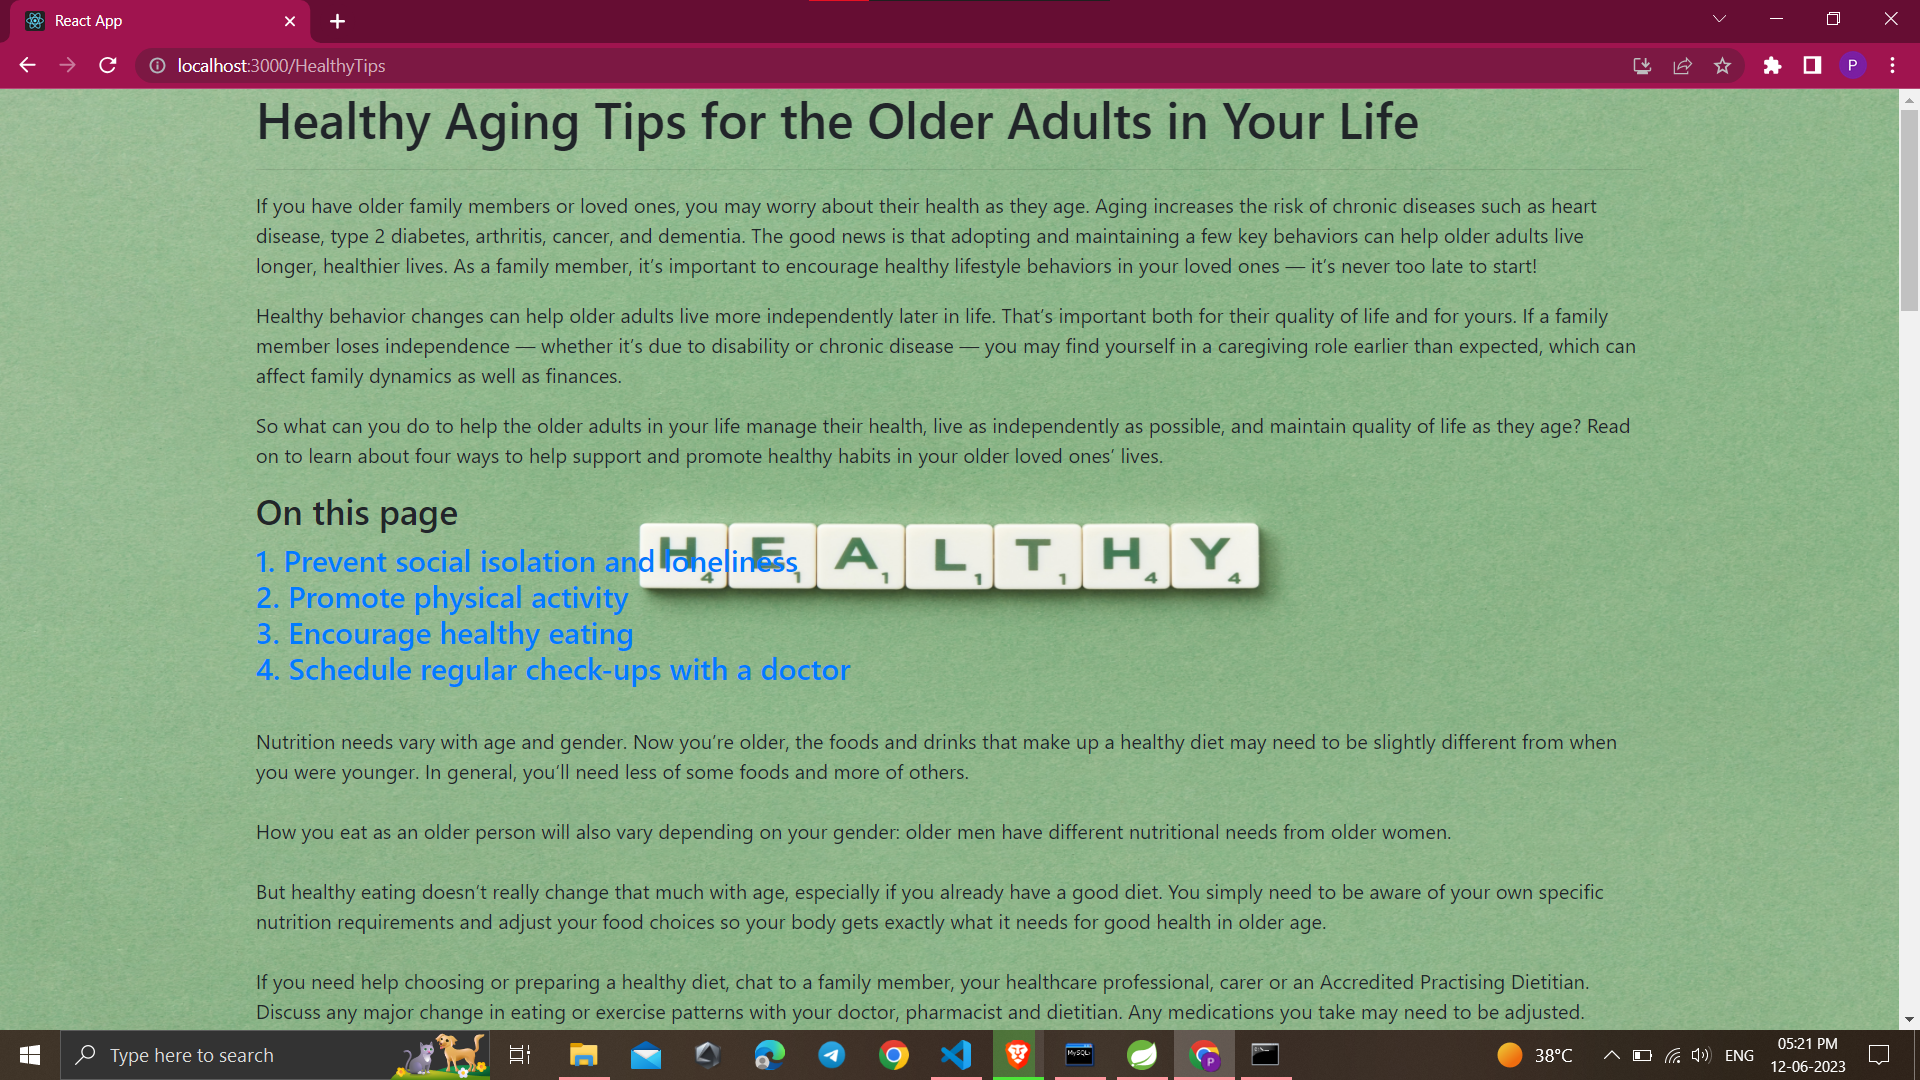 React App
localhost:3000/HealthyTips
P
Healthy Aging Tips for the Older Adults in Your Life
If you have older family members or loved ones, you may worry about their health as they age. Aging increases the risk of chronic diseases such as heart
disease, type 2 diabetes, arthritis, cancer, and dementia. The good news is that adopting and maintaining a few key behaviors can help older adults live
longer, healthier lives. As a family member, it’s important to encourage healthy lifestyle behaviors in your loved ones — it’s never too late to start!
Healthy behavior changes can help older adults live more independently later in life. That’s important both for their quality of life and for yours. If a family
member loses independence — whether it’s due to disability or chronic disease — you may find yourself in a caregiving role earlier than expected, which can
affect family dynamics as well as finances.
So what can you do to help the older adults in your life manage their health, live as independently as possible, and maintain quality of life as they age? Read
on to learn about four ways to help support and promote healthy habits in your older loved ones’ lives.
On this page
H4 E1 A1 L1 T1 H4 Y4
1. Prevent social isolation and loneliness
2. Promote physical activity
3. Encourage healthy eating
4. Schedule regular check-ups with a doctor
Nutrition needs vary with age and gender. Now you’re older, the foods and drinks that make up a healthy diet may need to be slightly different from when
you were younger. In general, you’ll need less of some foods and more of others.
How you eat as an older person will also vary depending on your gender: older men have different nutritional needs from older women.
But healthy eating doesn’t really change that much with age, especially if you already have a good diet. You simply need to be aware of your own specific
nutrition requirements and adjust your food choices so your body gets exactly what it needs for good health in older age.
If you need help choosing or preparing a healthy diet, chat to a family member, your healthcare professional, carer or an Accredited Practising Dietitian.
Discuss any major change in eating or exercise patterns with your doctor, pharmacist and dietitian. Any medications you take may need to be adjusted.
Type here to search
MySQL
P
38°C
ENG
05:21 PM
12-06-2023